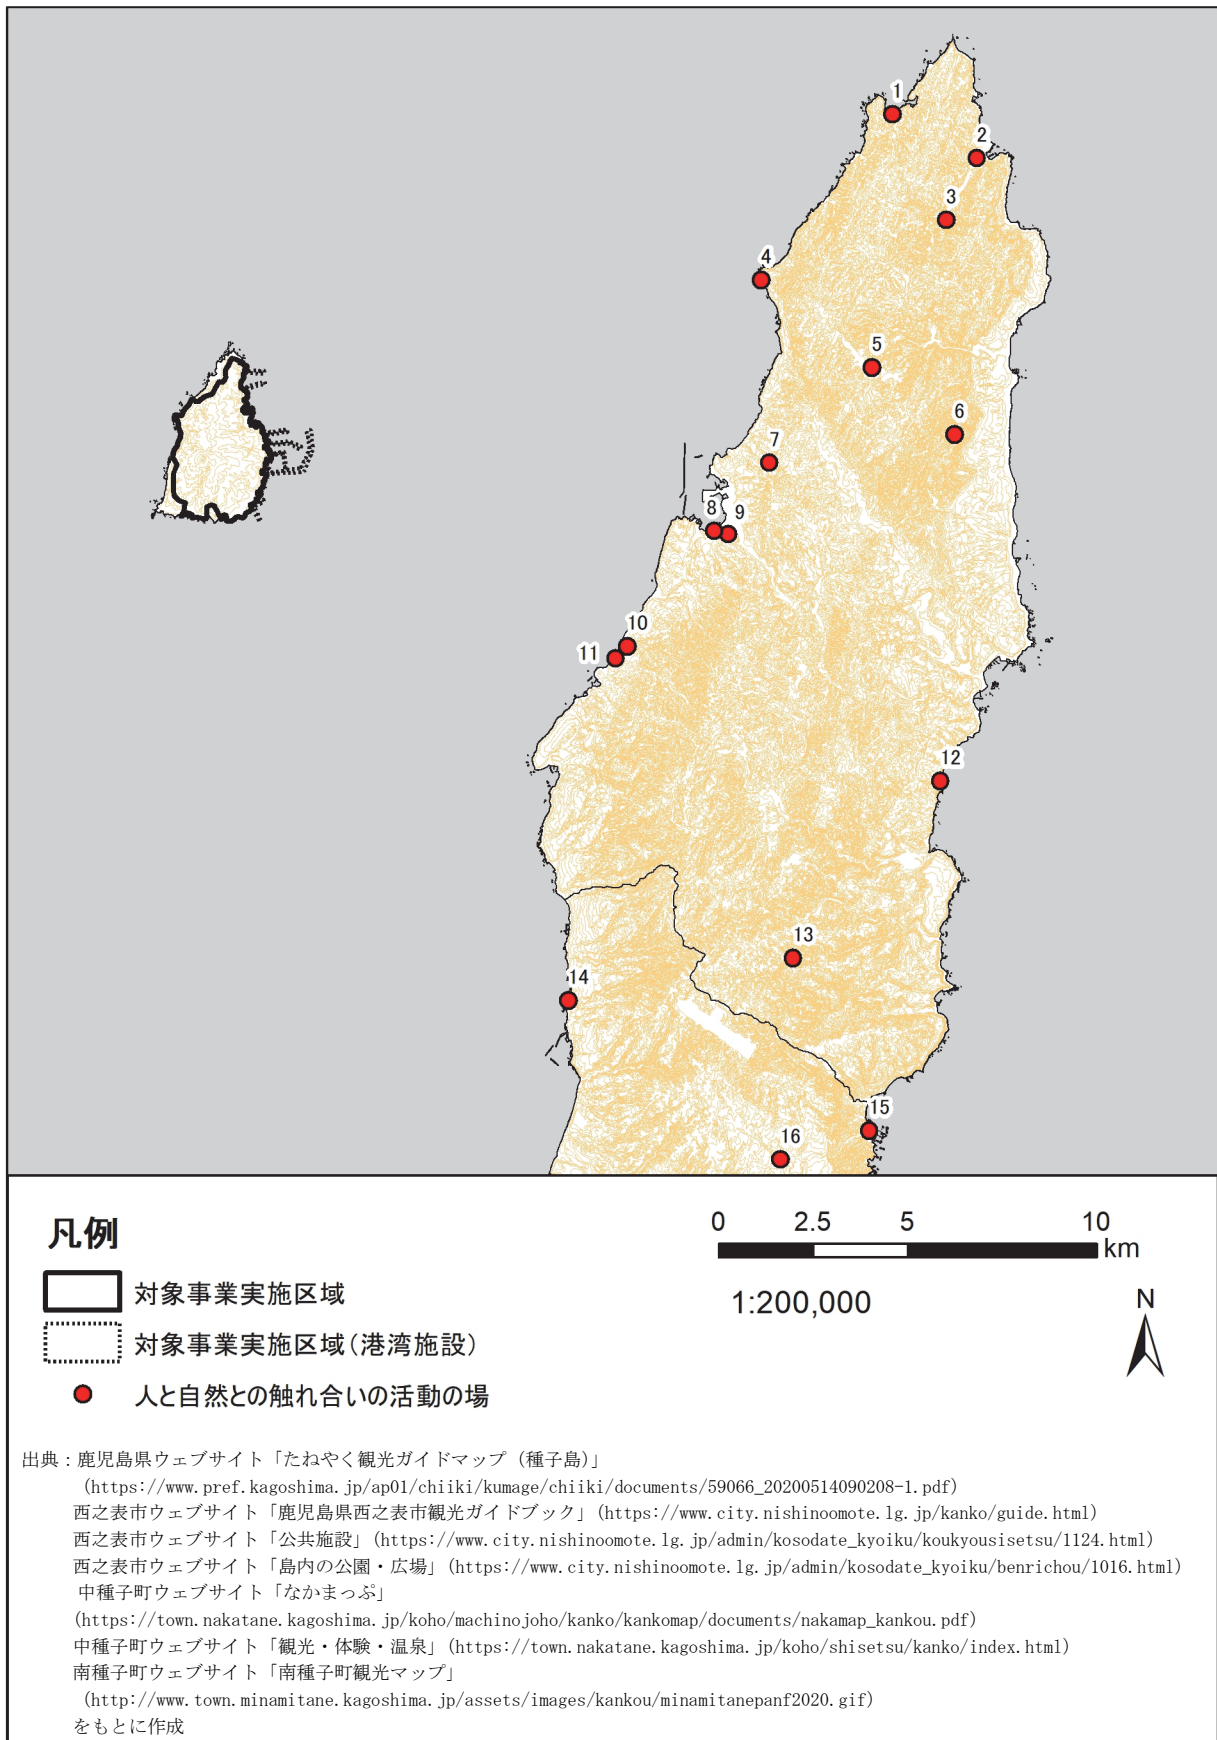 1
2
3
4
5
6
7
8 9
10
11
12
13
14
15
16
凡例
対象事業実施区域
対象事業実施区域(港湾施設)
人と自然との触れ合いの活動の場
0 2.5 5 10
km
1:200,000
N
出典：鹿児島県ウェブサイト「たねやく観光ガイドマップ（種子島）」
(https://www.pref.kagoshima.jp/ap01/chiiki/kumage/chiiki/documents/59066_20200514090208-1.pdf)
西之表市ウェブサイト「鹿児島県西之表市観光ガイドブック」(https://www.city.nishinoomote.lg.jp/kanko/guide.html)
西之表市ウェブサイト「公共施設」(https://www.city.nishinoomote.lg.jp/admin/kosodate_kyoiku/koukyousisetsu/1124.html)
西之表市ウェブサイト「島内の公園・広場」(https://www.city.nishinoomote.lg.jp/admin/kosodate_kyoiku/benrichou/1016.html)
中種子町ウェブサイト「なかまっぷ」
(https://town.nakatane.kagoshima.jp/koho/machinojoho/kanko/kankomap/documents/nakamap_kankou.pdf)
中種子町ウェブサイト「観光・体験・温泉」(https://town.nakatane.kagoshima.jp/koho/shisetsu/kanko/index.html)
南種子町ウェブサイト「南種子町観光マップ」
(http://www.town.minamitane.kagoshima.jp/assets/images/kankou/minamitanepanf2020.gif)
をもとに作成